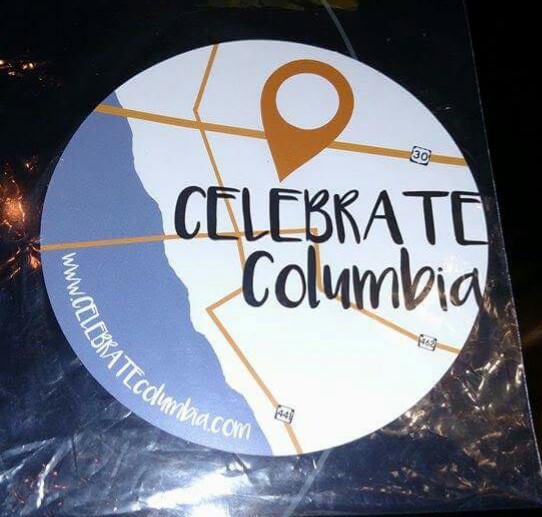 30
CELEBRATE
Columbia
462
441
www.CELEBRATEcolumbia.com